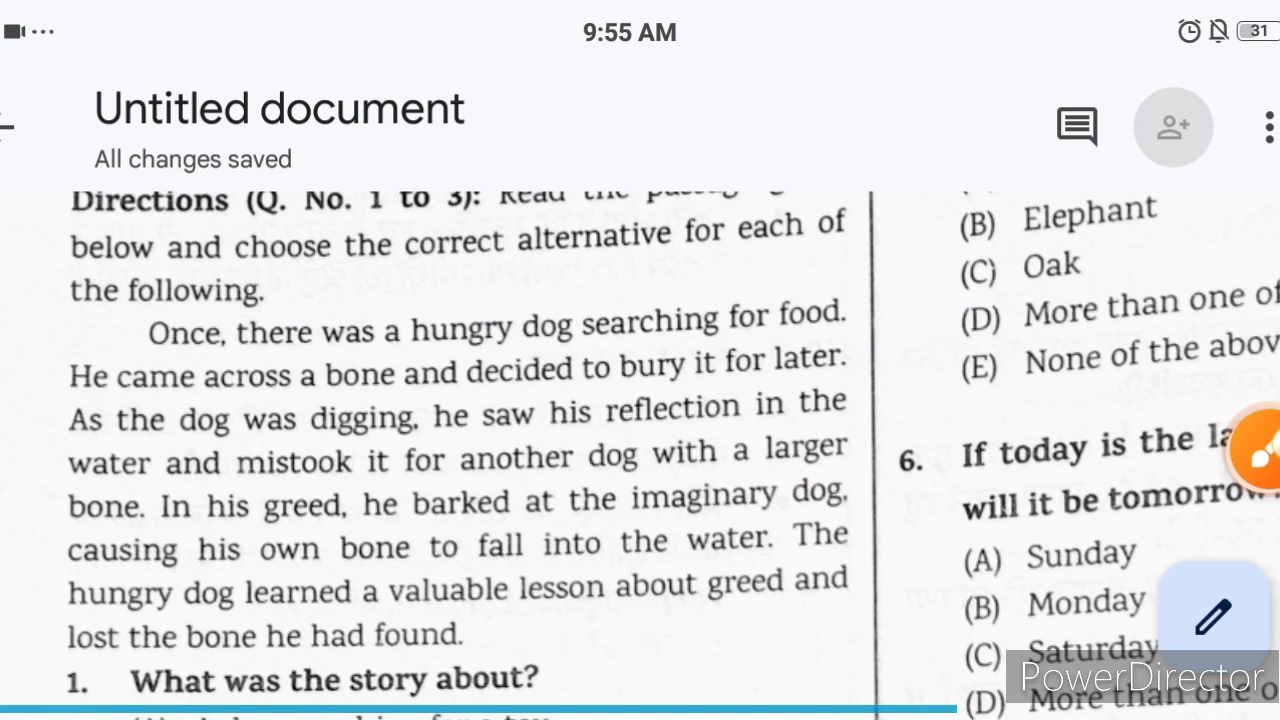 9:55 AM
31
Untitled document
All changes saved
Directions (Q. No. 1 to 3): Read the
below and choose the correct alternative for each of
the following.
Once, there was a hungry dog searching for food.
He came across a bone and decided to bury it for later.
As the dog was digging, he saw his reflection in the
water and mistook it for another dog with a larger
bone. In his greed, he barked at the imaginary dog,
causing his own bone to fall into the water. The
hungry dog learned a valuable lesson about greed and
lost the bone he had found.
1. What was the story about?
(B) Elephant
(C) Oak
(D) More than one of
(E) None of the abov
6. If today is the la
will it be tomorrow
(A) Sunday
(B) Monday
(C) Saturday
(D) More than one o
PowerDirector